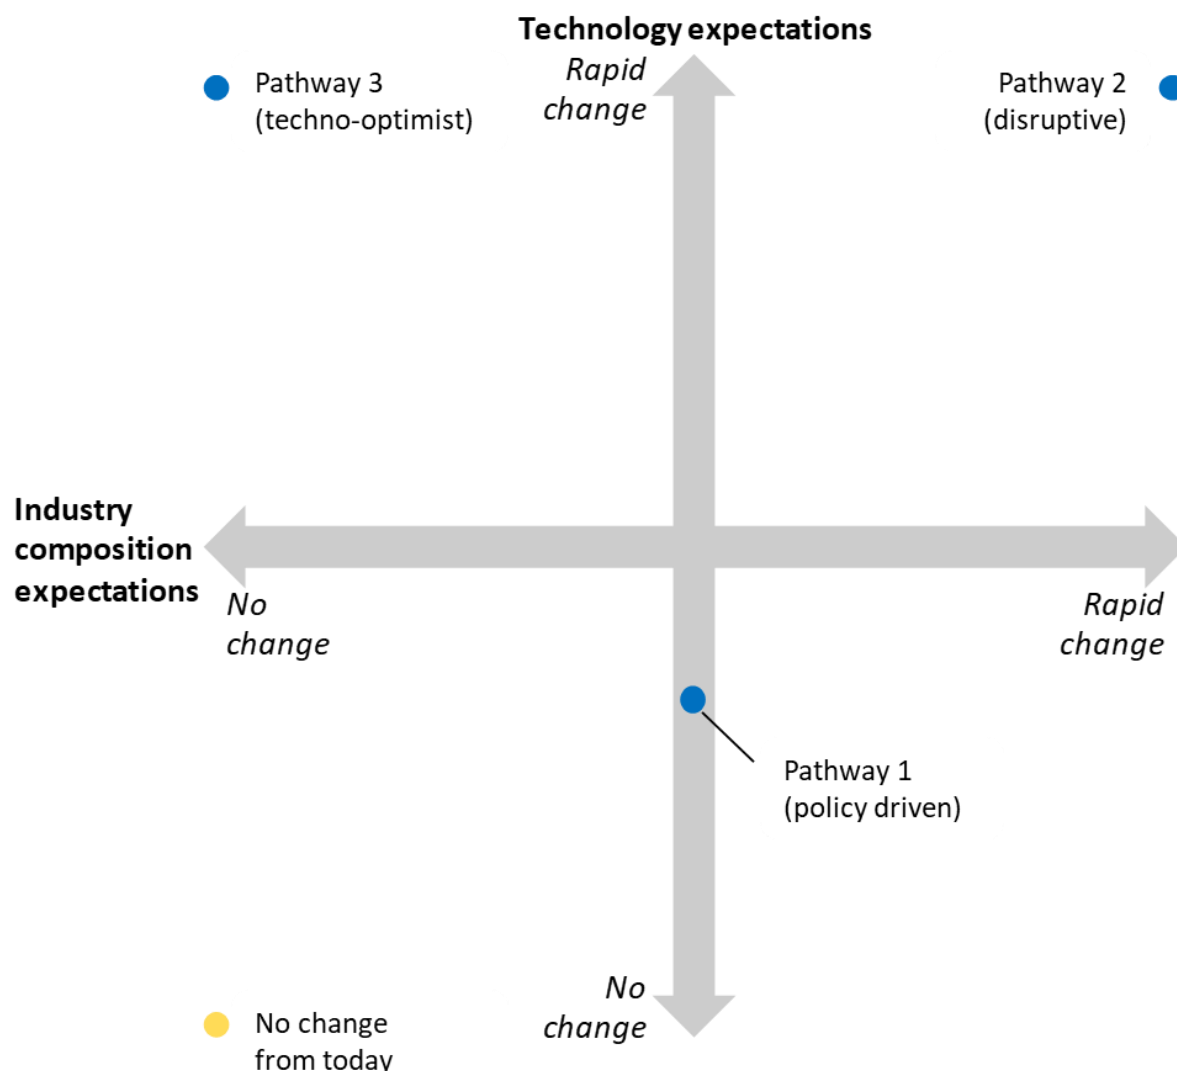 Technology expectations
Rapid
change
Pathway 3
(techno-optimist)
Pathway 2
(disruptive)
Industry
composition
expectations
No
change
Rapid
change
Pathway 1
(policy driven)
No
change
No change
from today